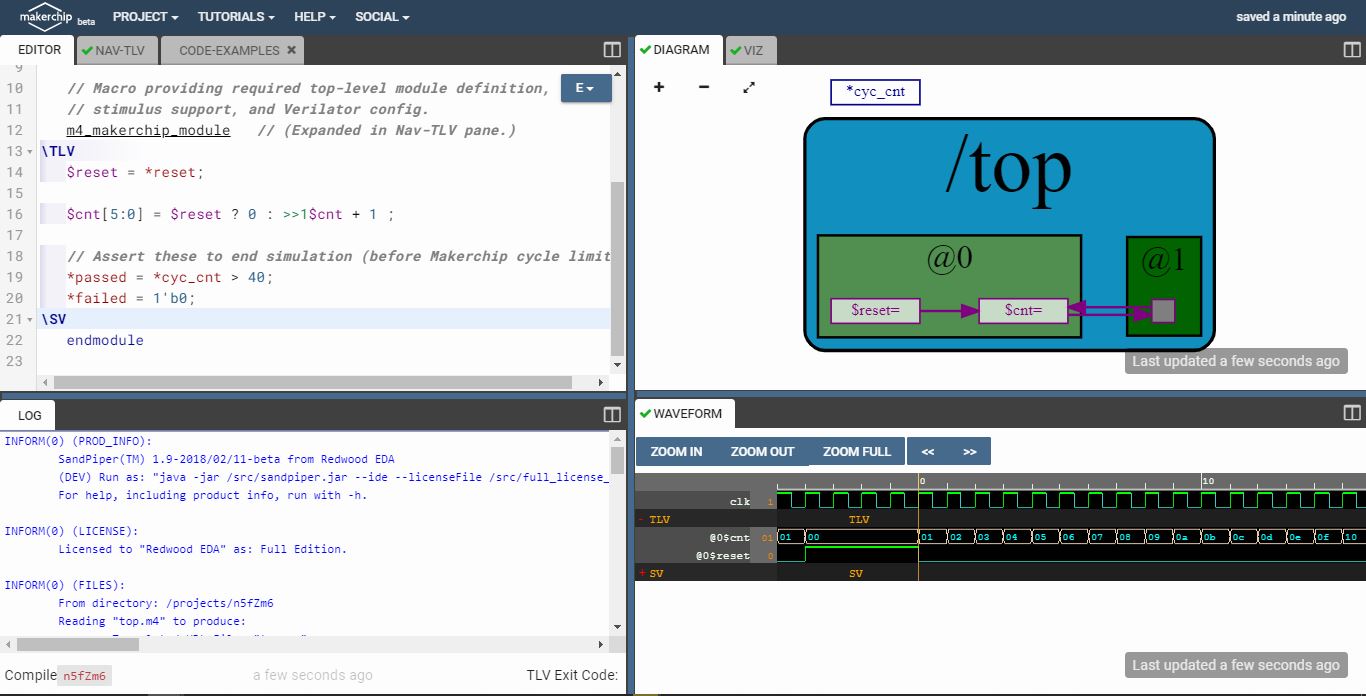 makerchip beta PROJECT TUTORIALS HELP SOCIAL saved a minute ago
EDITOR NAV-TLV CODE-EXAMPLES
9
10 // Macro providing required top-level module definition,
E
11 // stimulus support, and Verilator config.
12 m4_makerchip_module // (Expanded in Nav-TLV pane.)
13 \TLV
14 $reset = *reset;
15
16 $cnt[5:0] = $reset ? 0 : >>1$cnt + 1 ;
17
18 // Assert these to end simulation (before Makerchip cycle limit
19 *passed = *cyc_cnt > 40;
20 *failed = 1'b0;
21 \SV
22 endmodule
23
DIAGRAM VIZ
+ −
*cyc_cnt
/top
@0 @1
$reset= $cnt=
Last updated a few seconds ago
LOG
INFORM(0) (PROD_INFO):
SandPiper(TM) 1.9-2018/02/11-beta from Redwood EDA
(DEV) Run as: "java -jar /src/sandpiper.jar --ide --licenseFile /src/full_license_
For help, including product info, run with -h.
INFORM(0) (LICENSE):
Licensed to "Redwood EDA" as: Full Edition.
INFORM(0) (FILES):
From directory: /projects/n5fZm6
Reading "top.m4" to produce:
Compile n5fZm6 a few seconds ago TLV Exit Code:
WAVEFORM
ZOOM IN ZOOM OUT ZOOM FULL << >>
0 10
clk 1
- TLV TLV
@0$cnt 01 01 00 01 02 03 04 05 06 07 08 09 0a 0b 0c 0d 0e 0f 10
@0$reset 0
+ SV SV
Last updated a few seconds ago